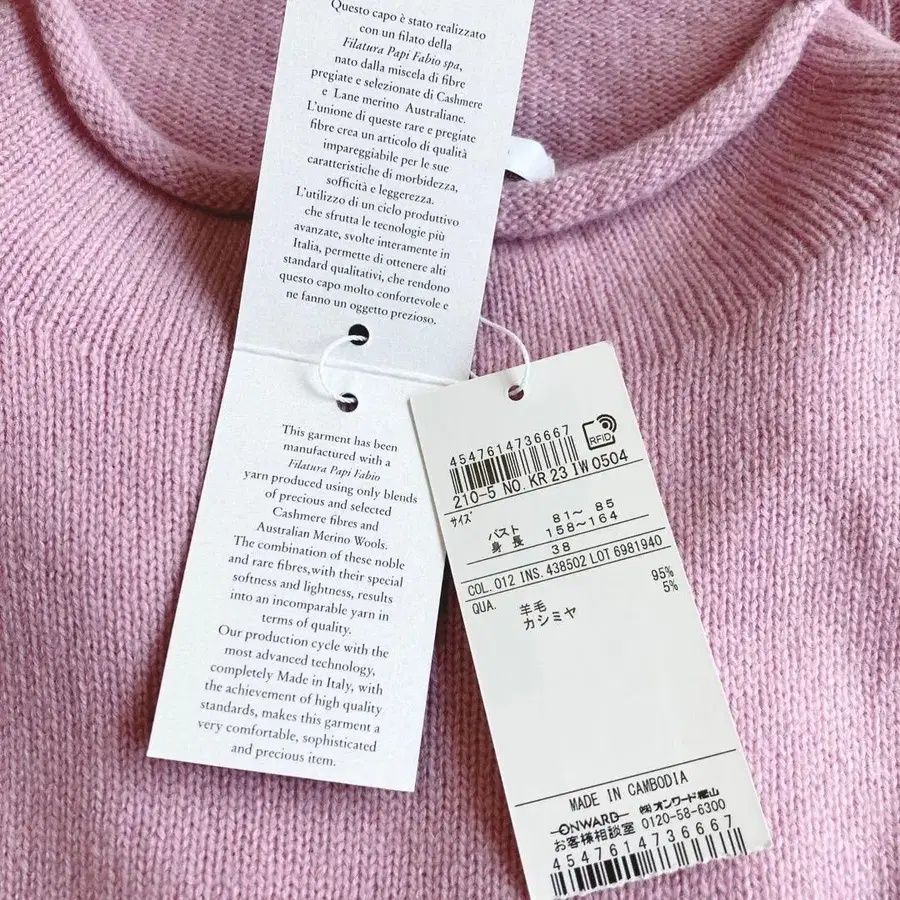 Questo capo è stato realizzato
con un filato della
Filatura Papi Fabio spa,
nato dalla miscela di fibre
pregiate e selezionate di Cashmere
e Lane merino Australiane.
L'unione di queste rare e pregiate
fibre crea un articolo di qualità
impareggiabile per le sue
caratteristiche di morbidezza,
sofficità e leggerezza.
L'utilizzo di un ciclo produttivo
che sfrutta le tecnologie più
avanzate, svolte interamente in
Italia, permette di ottenere alti
standard qualitativi, che rendono
questo capo molto confortevole e
ne fanno un oggetto prezioso.
This garment has been
manufactured with a
Filatura Papi Fabio
yarn produced using only blends
of precious and selected
Cashmere fibres and
Australian Merino Wools.
The combination of these noble
and rare fibres,with their special
softness and lightness, results
into an incomparable yarn in
terms of quality.
Our production cycle with the
most advanced technology,
completely Made in Italy, with
the achievement of high quality
standards, makes this garment a
very comfortable, sophisticated
and precious item.
4547614736667
RFID
210-5 NO. KR 23 IW 0504
サイズ
バスト 81～ 85
身長 158～164
38
COL. 012 INS. 438502 LOT 6981940
QUA. 羊毛 95%
カシミヤ 5%
MADE IN CAMBODIA
ONWARD ㈱オンワード樫山
お客様相談室 0120-58-6300
4547614736667